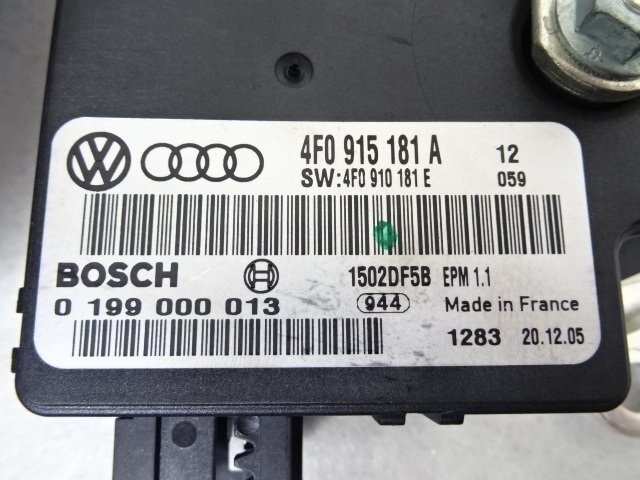 VW 4F0 915 181 A 12
SW:4F0 910 181 E 059
BOSCH 1502DF5B EPM 1.1
0 199 000 013 944 Made in France
1283 20.12.05